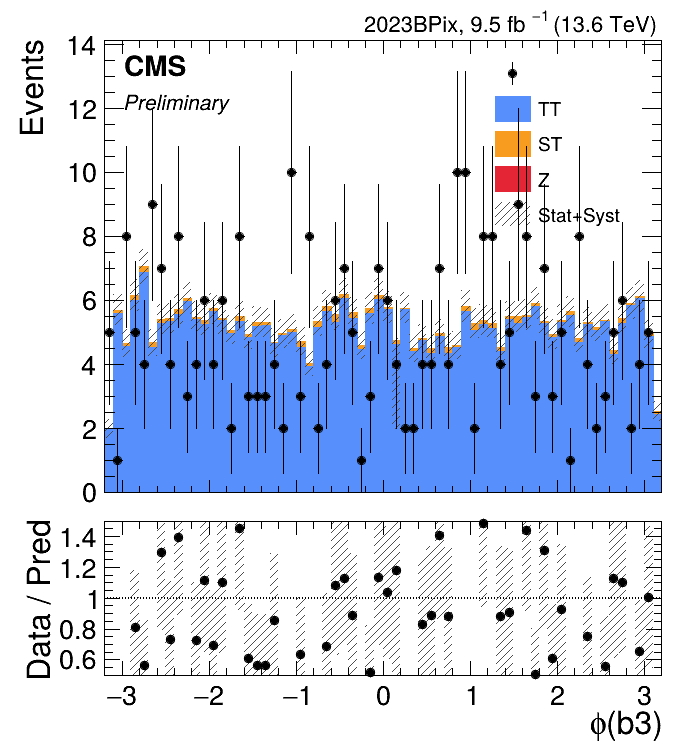 2023BPix, 9.5 fb ⁻¹ (13.6 TeV)
CMS
Preliminary
TT
ST
Z
Stat+Syst
Events
14
12
10
8
6
4
2
0
Data / Pred
1.4
1.2
1
0.8
0.6
−3 −2 −1 0 1 2 3
ϕ(b3)